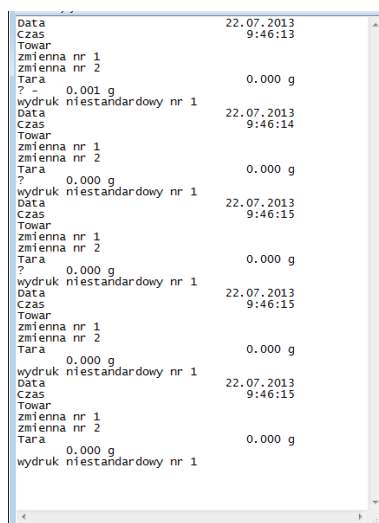 Data 22.07.2013
Czas 9:46:13
Towar
zmienna nr 1
zmienna nr 2
Tara 0.000 g
? - 0.001 g
wydruk niestandardowy nr 1
Data 22.07.2013
Czas 9:46:14
Towar
zmienna nr 1
zmienna nr 2
Tara 0.000 g
? 0.000 g
wydruk niestandardowy nr 1
Data 22.07.2013
Czas 9:46:15
Towar
zmienna nr 1
zmienna nr 2
Tara 0.000 g
? 0.000 g
wydruk niestandardowy nr 1
Data 22.07.2013
Czas 9:46:15
Towar
zmienna nr 1
zmienna nr 2
Tara 0.000 g
0.000 g
wydruk niestandardowy nr 1
Data 22.07.2013
Czas 9:46:15
Towar
zmienna nr 1
zmienna nr 2
Tara 0.000 g
0.000 g
wydruk niestandardowy nr 1